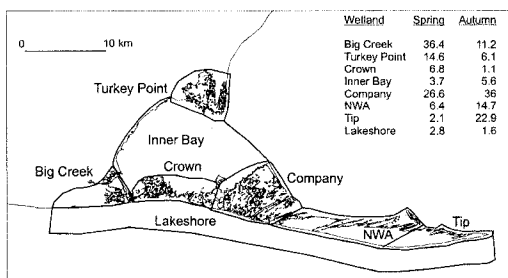 Welland Spring Autumn
Big Creek 36.4 11.2
Turkey Point 14.6 6.1
Crown 6.8 1.1
Inner Bay 3.7 5.6
Company 26.6 36
NWA 6.4 14.7
Tip 2.1 22.9
Lakeshore 2.8 1.6
0 10 km
Turkey Point
Inner Bay
Crown
Big Creek
Company
Lakeshore
NWA
Tip